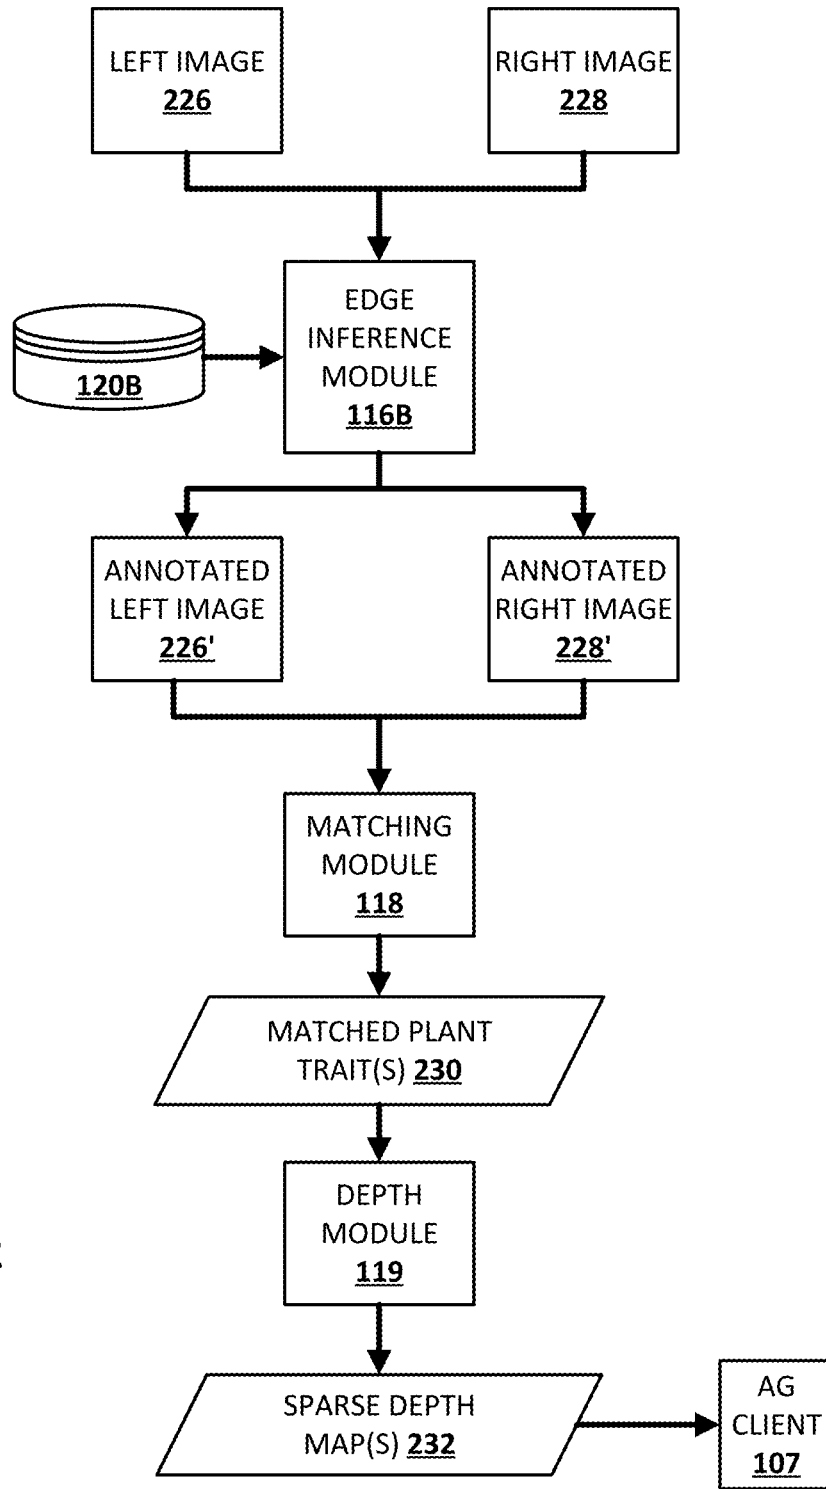 LEFT IMAGE
226
RIGHT IMAGE
228
EDGE
INFERENCE
MODULE
116B
120B
ANNOTATED
LEFT IMAGE
226'
ANNOTATED
RIGHT IMAGE
228'
MATCHING
MODULE
118
MATCHED PLANT
TRAIT(S) 230
DEPTH
MODULE
119
SPARSE DEPTH
MAP(S) 232
AG
CLIENT
107